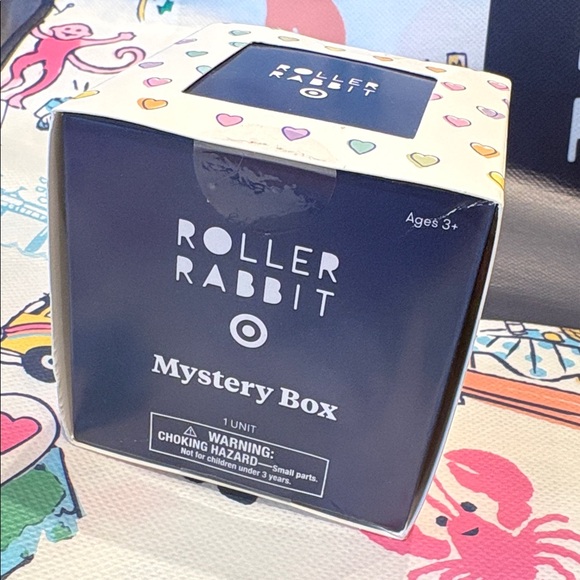 ROLLER
RABBIT
Ages 3+
ROLLER
RABBIT
Mystery Box
1 UNIT
WARNING:
CHOKING HAZARD—Small parts.
Not for children under 3 years.